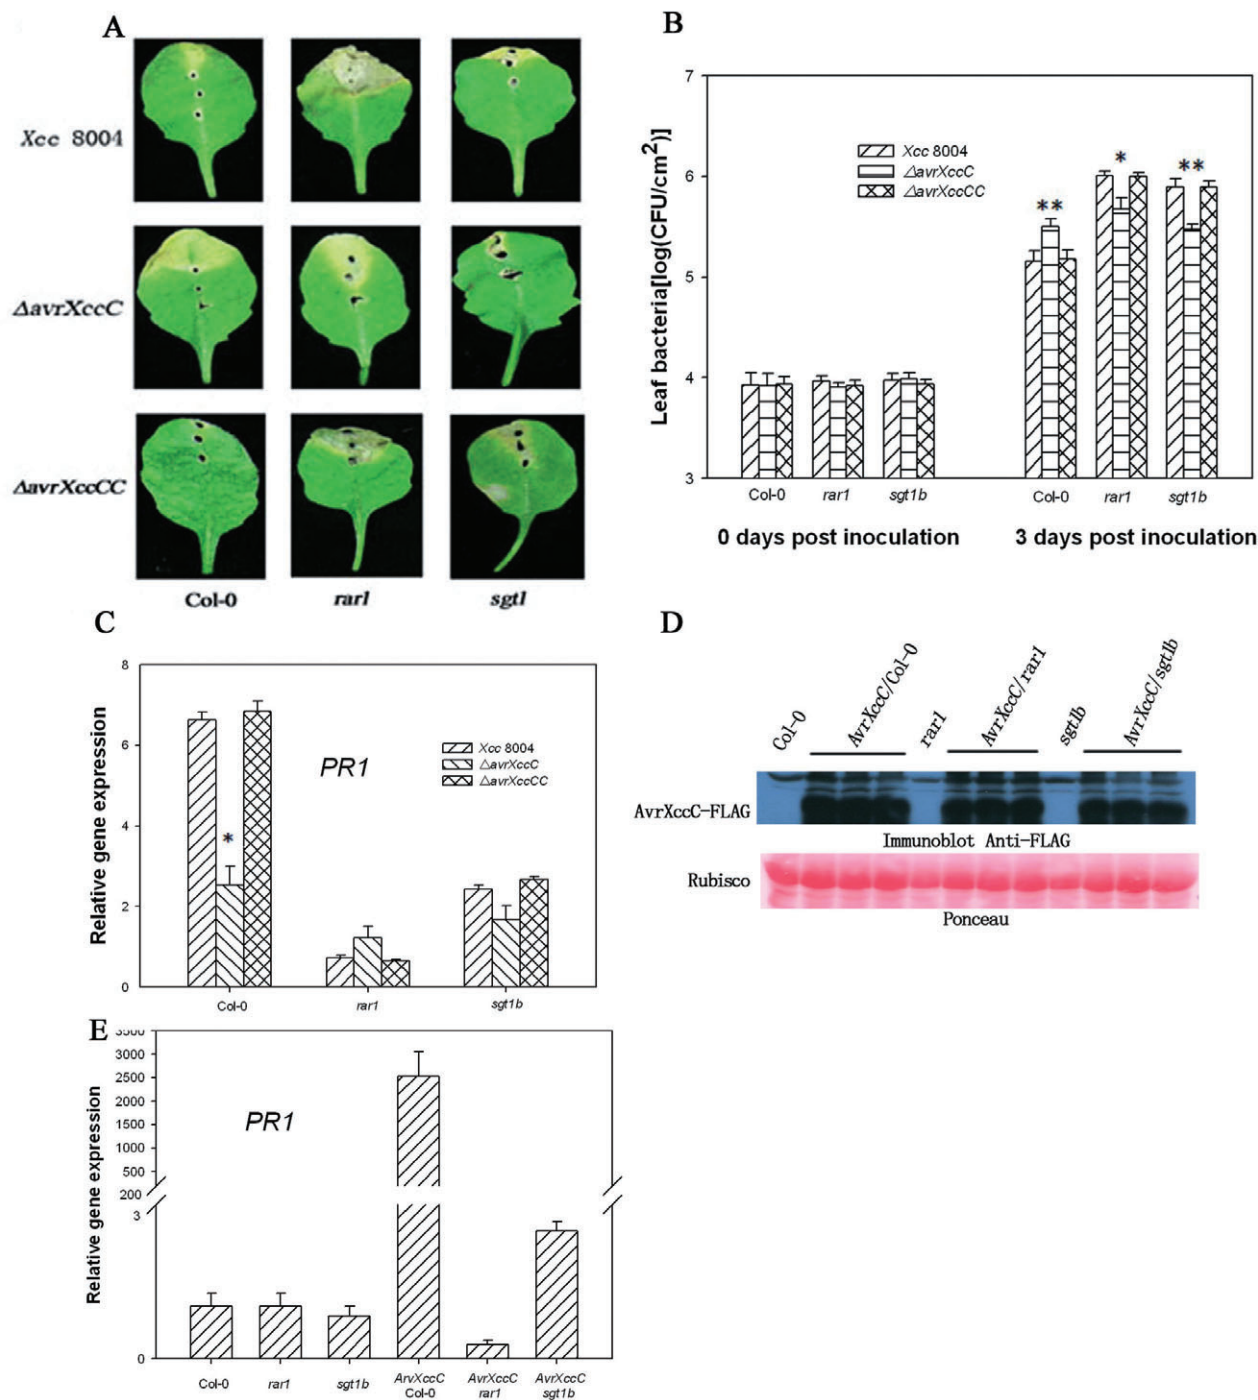 A
Xcc 8004
ΔavrXccC
ΔavrXccCC
Col-0
rar1
sgt1
B
Leaf bacteria[log(CFU/cm2)]
7
6
5
4
3
Xcc 8004
ΔavrXccC
ΔavrXccCC
**
*
**
Col-0
rar1
sgt1b
Col-0
rar1
sgt1b
0 days post inoculation
3 days post inoculation
C
Relative gene expression
8
6
4
2
0
PR1
Xcc 8004
△avrXccC
△avrXccCC
*
Col-0
rar1
sgt1b
D
Col-0
AvrXccC/Col-0
rar1
AvrXccC/rar1
sgt1b
AvrXccC/sgt1b
AvrXccC-FLAG
Immunoblot Anti-FLAG
Rubisco
Ponceau
E
Relative gene expression
3500
3000
2500
2000
1500
1000
500
200
3
0
PR1
Col-0
rar1
sgt1b
ArvXccC
Col-0
AvrXccC
rar1
AvrXccC
sgt1b